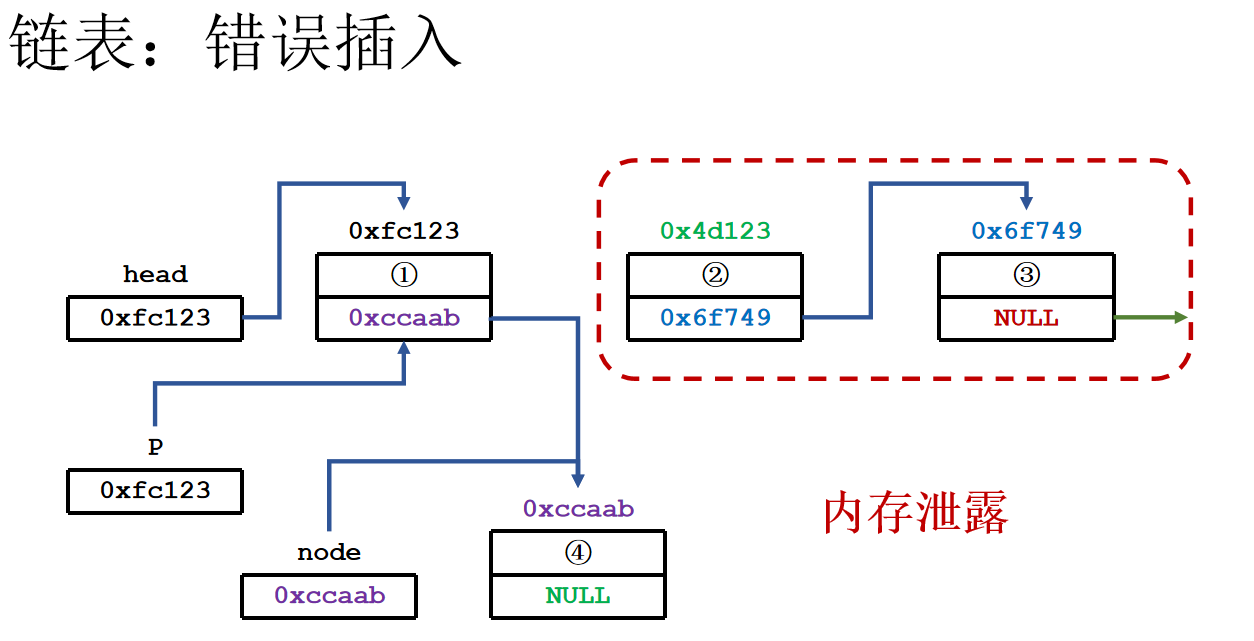 链表：错误插入
0xfc123
0x4d123
0x6f749
head
①
②
③
0xfc123
0xccaab
0x6f749
NULL
P
0xfc123
0xccaab
内存泄露
node
④
0xccaab
NULL